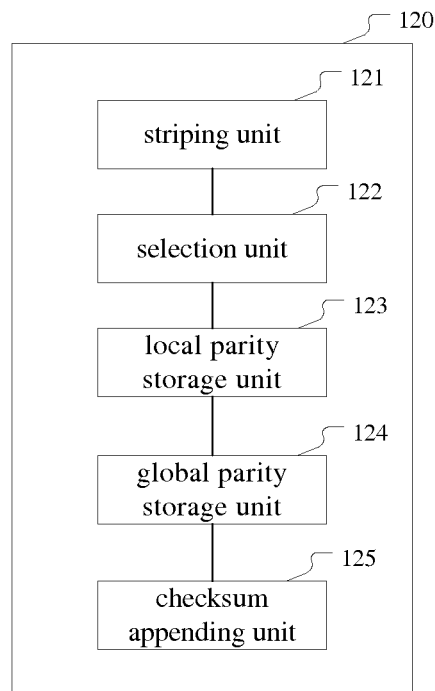 120
121
striping unit
122
selection unit
123
local parity
storage unit
124
global parity
storage unit
125
checksum
appending unit